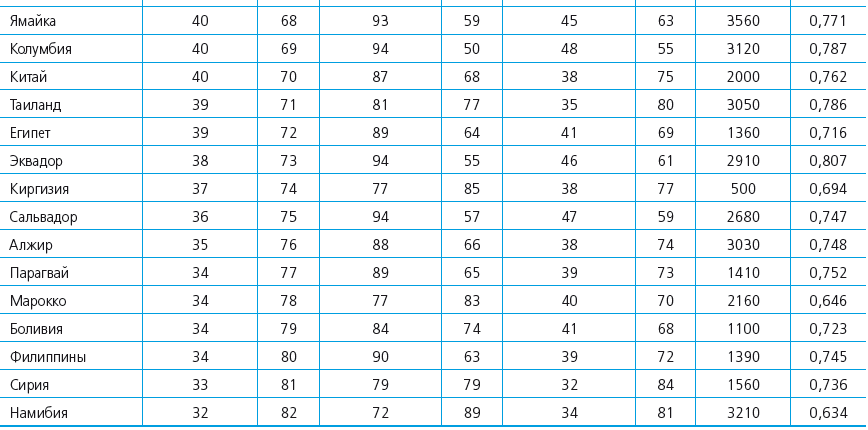 Ямайка 40 68 93 59 45 63 3560 0,771
Колумбия 40 69 94 50 48 55 3120 0,787
Китай 40 70 87 68 38 75 2000 0,762
Таиланд 39 71 81 77 35 80 3050 0,786
Египет 39 72 89 64 41 69 1360 0,716
Эквадор 38 73 94 55 46 61 2910 0,807
Киргизия 37 74 77 85 38 77 500 0,694
Сальвадор 36 75 94 57 47 59 2680 0,747
Алжир 35 76 88 66 38 74 3030 0,748
Парагвай 34 77 89 65 39 73 1410 0,752
Марокко 34 78 77 83 40 70 2160 0,646
Боливия 34 79 84 74 41 68 1100 0,723
Филиппины 34 80 90 63 39 72 1390 0,745
Сирия 33 81 79 79 32 84 1560 0,736
Намибия 32 82 72 89 34 81 3210 0,634